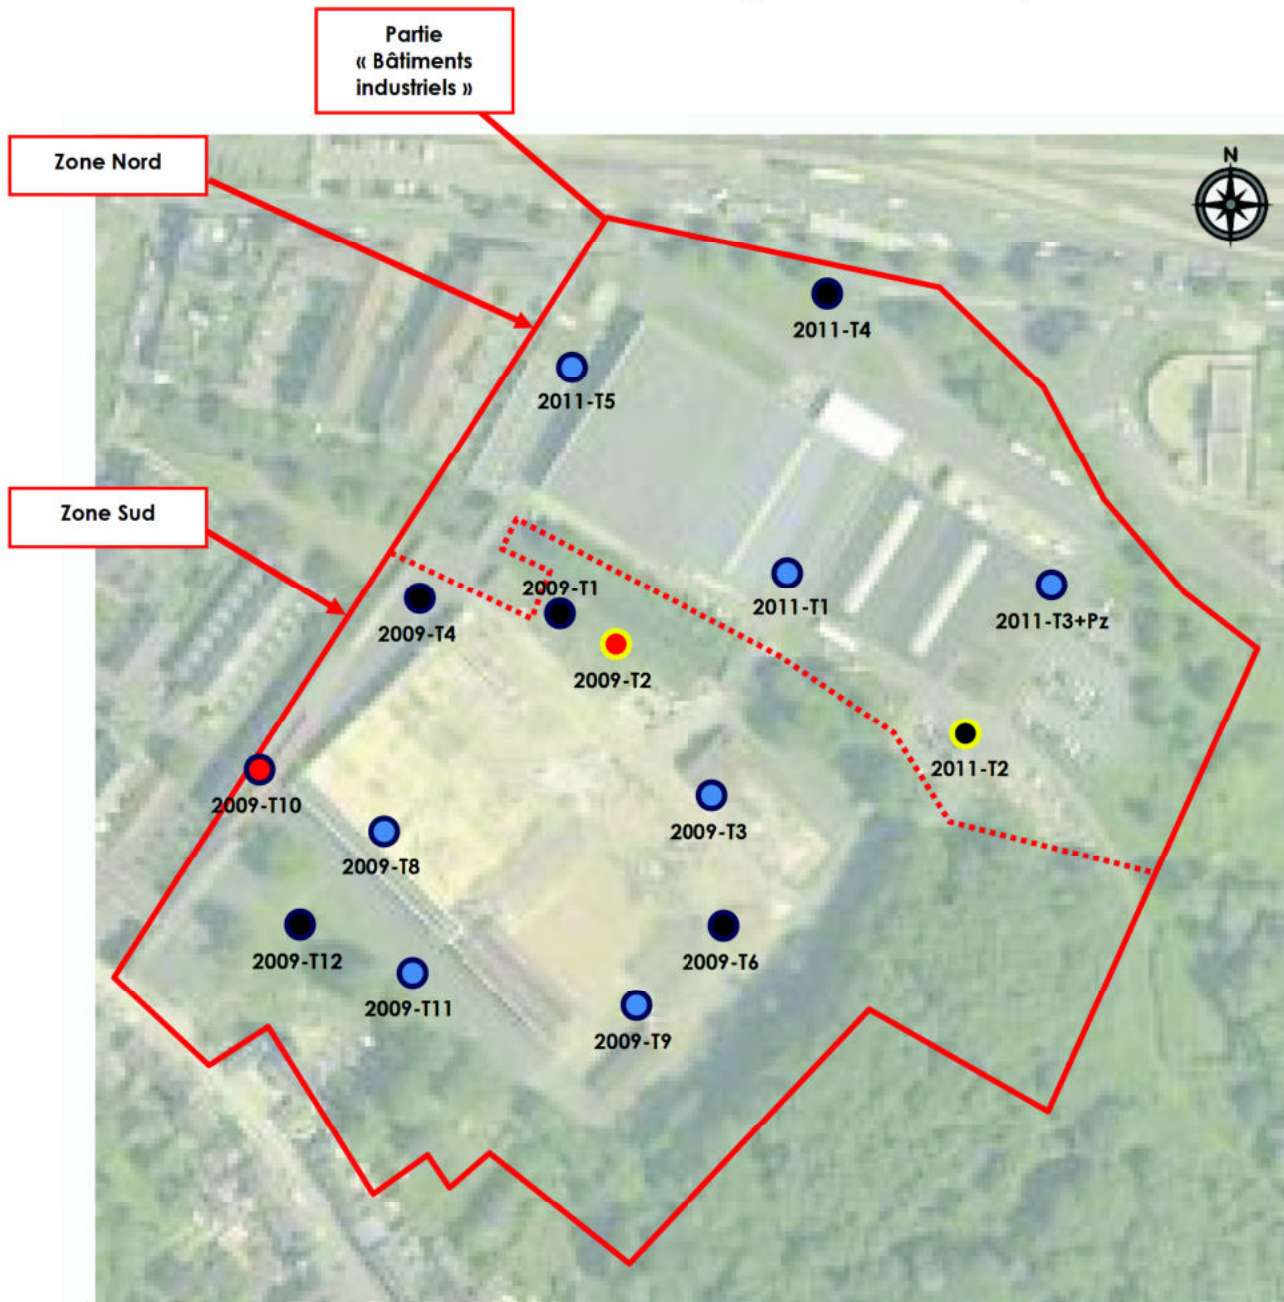 Partie
« Bâtiments
industriels »
Zone Nord
N
2011-T4
2011-T5
Zone Sud
2009-T1
2011-T1
2011-T3+Pz
2009-T4
2009-T2
2011-T2
2009-T10
2009-T3
2009-T8
2009-T12
2009-T6
2009-T11
2009-T9